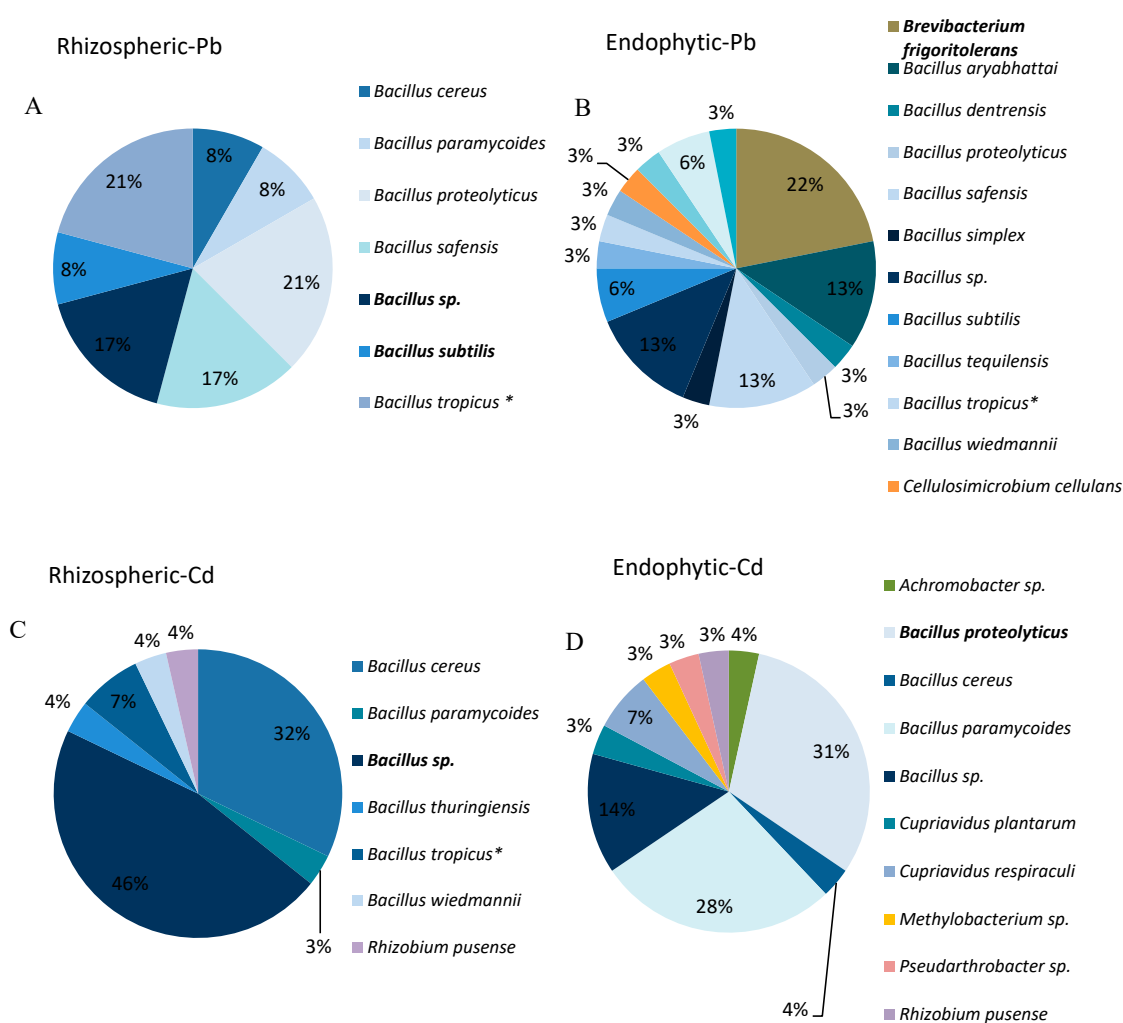 Rhizospheric-Pb
A
8%
8%
21%
17%
17%
8%
21%
Bacillus cereus
Bacillus paramycoides
Bacillus proteolyticus
Bacillus safensis
Bacillus sp.
Bacillus subtilis
Bacillus tropicus *
Endophytic-Pb
B
22%
13%
3%
3%
13%
3%
13%
6%
3%
3%
3%
3%
3%
6%
3%
Brevibacterium
frigoritolerans
Bacillus aryabhattai
Bacillus dentrensis
Bacillus proteolyticus
Bacillus safensis
Bacillus simplex
Bacillus sp.
Bacillus subtilis
Bacillus tequilensis
Bacillus tropicus*
Bacillus wiedmannii
Cellulosimicrobium cellulans
Rhizospheric-Cd
C
32%
3%
46%
4%
7%
4%
4%
Bacillus cereus
Bacillus paramycoides
Bacillus sp.
Bacillus thuringiensis
Bacillus tropicus*
Bacillus wiedmannii
Rhizobium pusense
Endophytic-Cd
D
4%
31%
4%
28%
14%
3%
7%
3%
3%
3%
Achromobacter sp.
Bacillus proteolyticus
Bacillus cereus
Bacillus paramycoides
Bacillus sp.
Cupriavidus plantarum
Cupriavidus respiraculi
Methylobacterium sp.
Pseudarthrobacter sp.
Rhizobium pusense